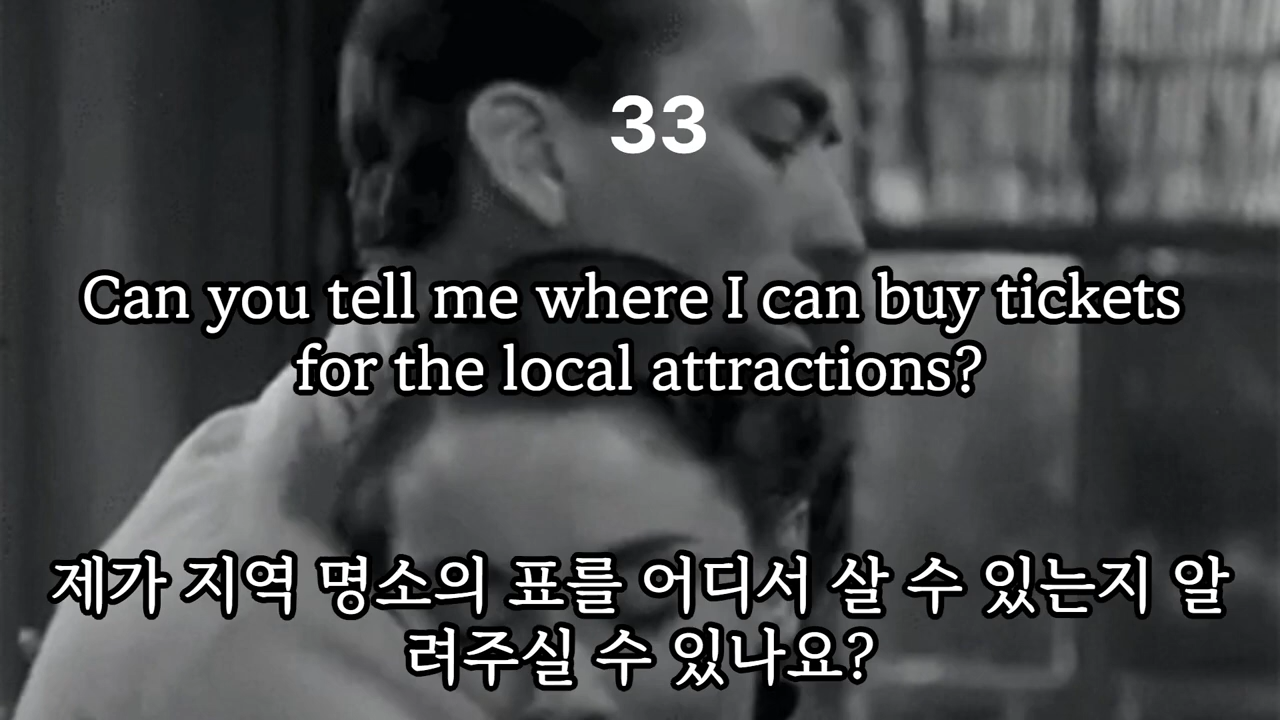 33
Can you tell me where I can buy tickets
for the local attractions?
제가 지역 명소의 표를 어디서 살 수 있는지 알
려주실 수 있나요?